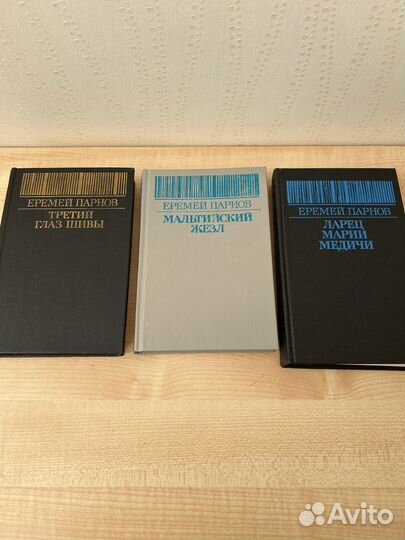 ЕРЕМЕЙ ПАРНОВ
ТРЕТИЙ
ГЛАЗ ШИВЫ
ЕРЕМЕЙ ПАРНОВ
МАЛЬТИЙСКИЙ
ЖЕЗЛ
ЕРЕМЕЙ ПАРНОВ
ЛАРЕЦ
МАРИИ
МЕДИЧИ
Avito